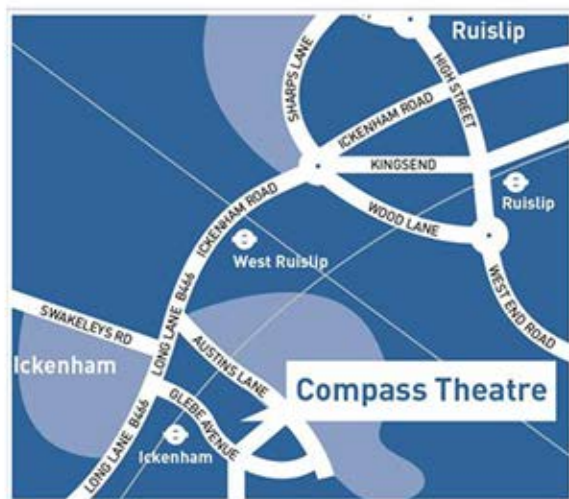 Ruislip
SHARPS LANE
HIGH STREET
ICKENHAM ROAD
KINGSEND
Ruislip
WOOD LANE
ICKENHAM ROAD
West Ruislip
WEST END ROAD
SWAKELEYS RD
LONG LANE B466
AUSTINS LANE
Ickenham
Compass Theatre
GLEBE AVENUE
LONG LANE B466
Ickenham